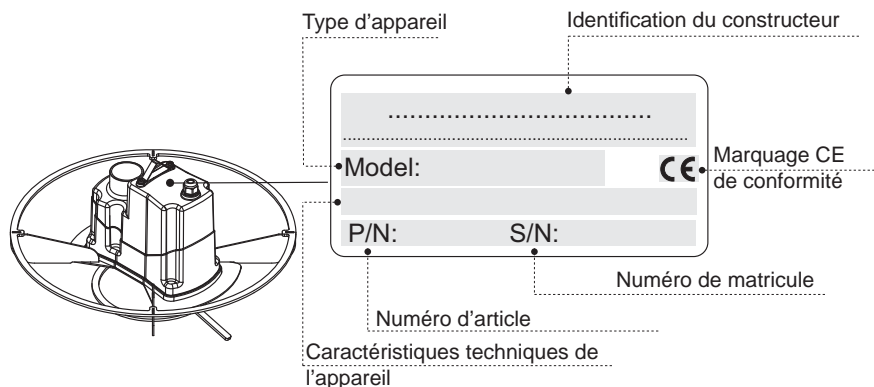 Type d’appareil
Identification du constructeur
Model:
CE
Marquage CE
de conformité
P/N: S/N:
Numéro de matricule
Numéro d’article
Caractéristiques techniques de
l’appareil